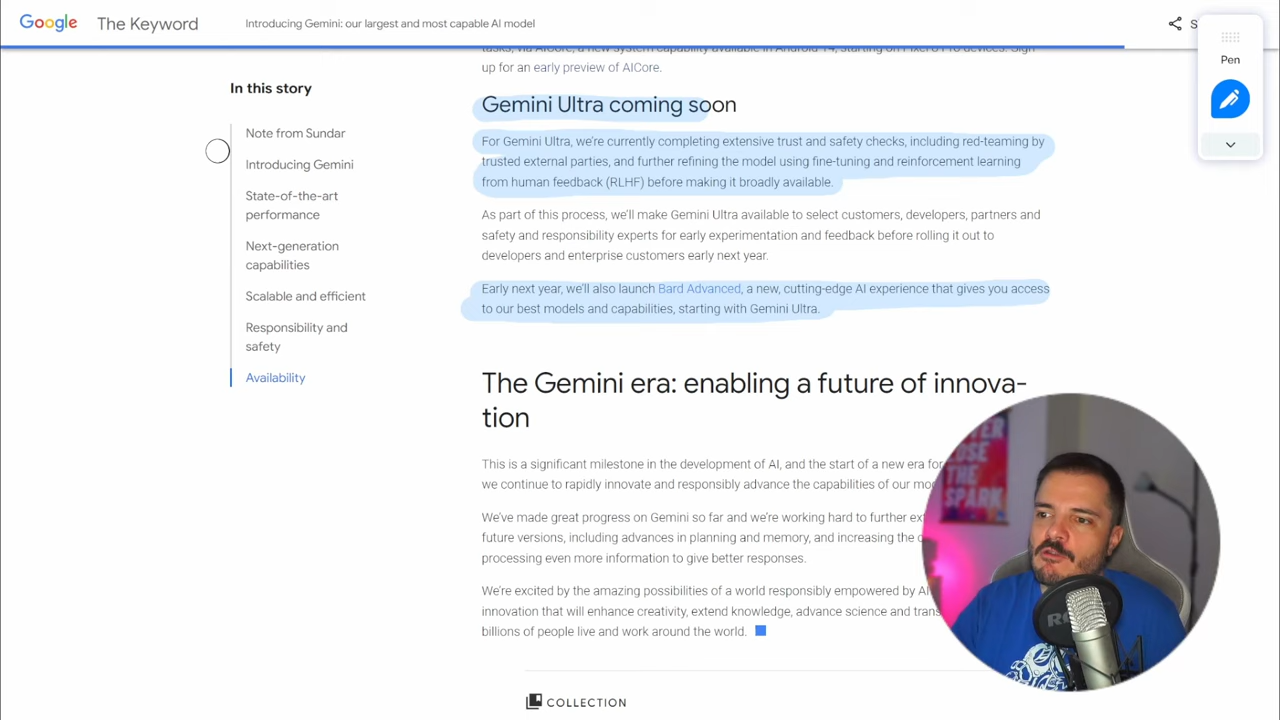 Google The Keyword Introducing Gemini: our largest and most capable AI model S
Pen
In this story
Note from Sundar
Introducing Gemini
State-of-the-art
performance
Next-generation
capabilities
Scalable and efficient
Responsibility and
safety
Availability
up for an early preview of AICore.
Gemini Ultra coming soon
For Gemini Ultra, we're currently completing extensive trust and safety checks, including red-teaming by
trusted external parties, and further refining the model using fine-tuning and reinforcement learning
from human feedback (RLHF) before making it broadly available.
As part of this process, we'll make Gemini Ultra available to select customers, developers, partners and
safety and responsibility experts for early experimentation and feedback before rolling it out to
developers and enterprise customers early next year.
Early next year, we'll also launch Bard Advanced, a new, cutting-edge AI experience that gives you access
to our best models and capabilities, starting with Gemini Ultra.
The Gemini era: enabling a future of innova-
tion
This is a significant milestone in the development of AI, and the start of a new era for
we continue to rapidly innovate and responsibly advance the capabilities of our
We've made great progress on Gemini so far and we're working hard to further
future versions, including advances in planning and memory, and increasing the
processing even more information to give better responses.
We're excited by the amazing possibilities of a world responsibly empowered by
innovation that will enhance creativity, extend knowledge, advance science and
billions of people live and work around the world.
COLLECTION
LOSE
THE
SPARK